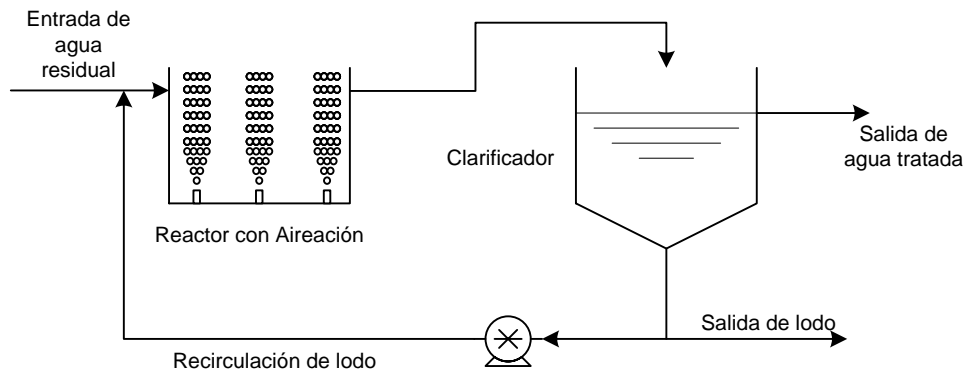 Entrada de
agua
residual
Clarificador
Salida de
agua tratada
Reactor con Aireación
Salida de lodo
Recirculación de lodo